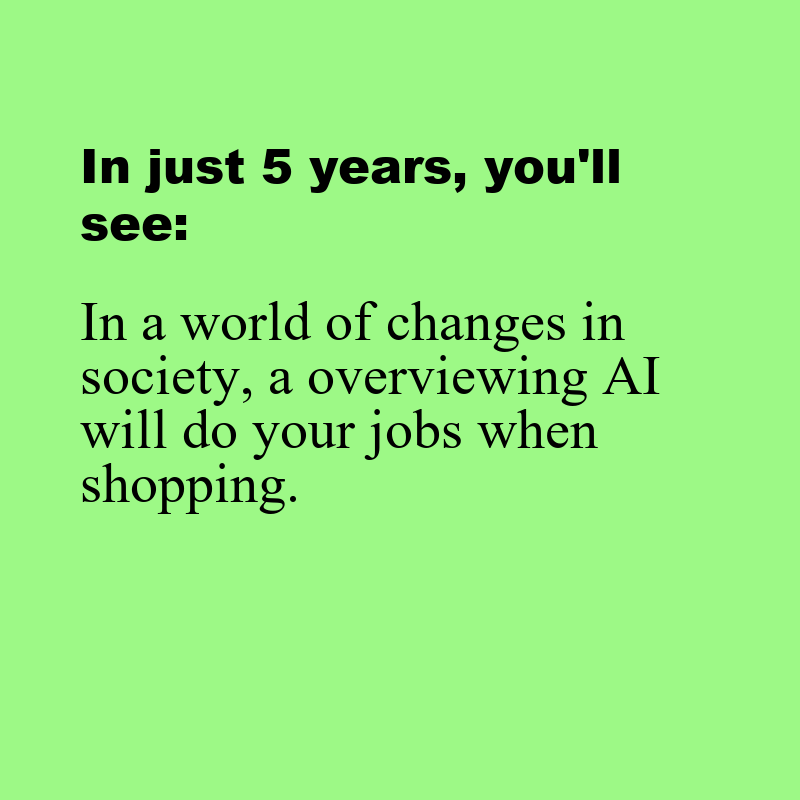 In just 5 years, you'll
see:
In a world of changes in
society, a overviewing AI
will do your jobs when
shopping.